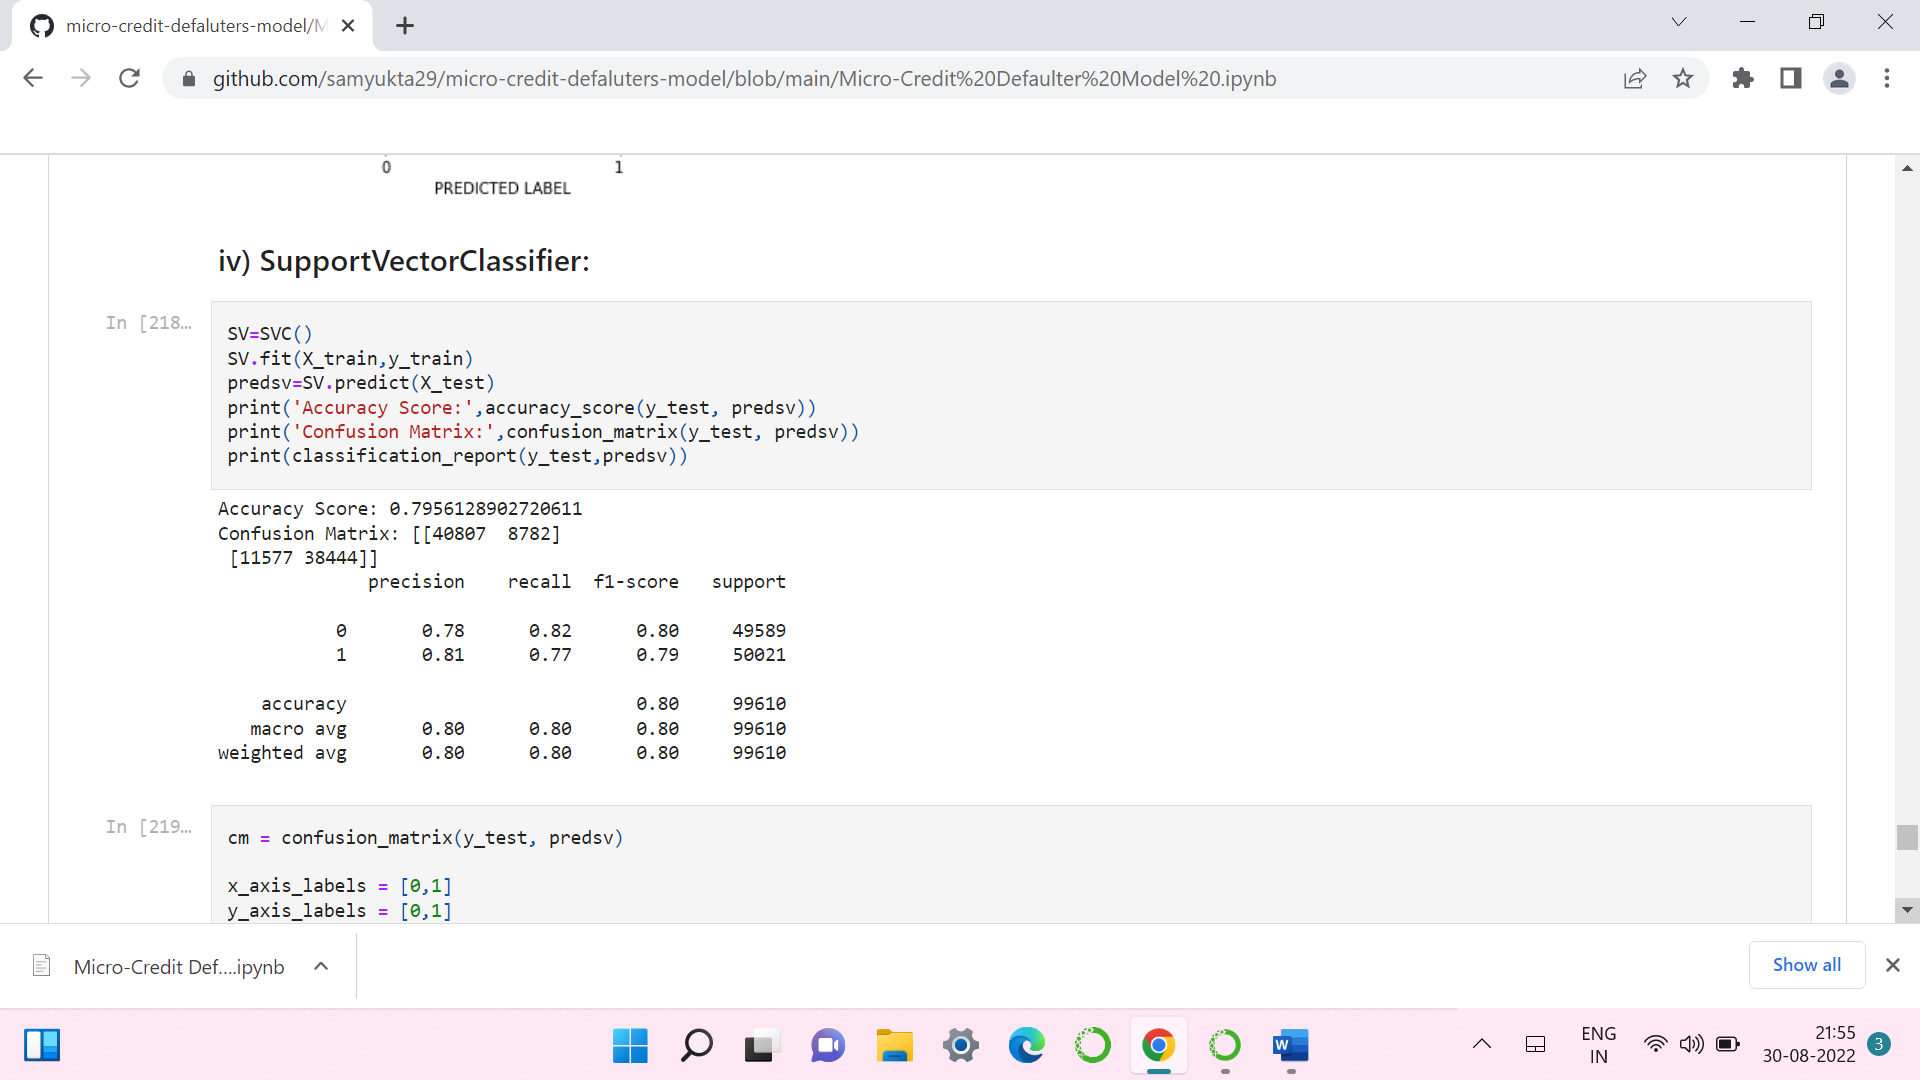 micro-credit-defaluters-model/M
github.com/samyukta29/micro-credit-defaluters-model/blob/main/Micro-Credit%20Defaulter%20Model%20.ipynb
0 1
PREDICTED LABEL
iv) SupportVectorClassifier:
In [218…
SV=SVC()
SV.fit(X_train,y_train)
predsv=SV.predict(X_test)
print('Accuracy Score:',accuracy_score(y_test, predsv))
print('Confusion Matrix:',confusion_matrix(y_test, predsv))
print(classification_report(y_test,predsv))
Accuracy Score: 0.7956128902720611
Confusion Matrix: [[40807  8782]
 [11577 38444]]
precision recall f1-score support
0 0.78 0.82 0.80 49589
1 0.81 0.77 0.79 50021
accuracy 0.80 99610
macro avg 0.80 0.80 0.80 99610
weighted avg 0.80 0.80 0.80 99610
In [219…
cm = confusion_matrix(y_test, predsv)
x_axis_labels = [0,1]
y_axis_labels = [0,1]
Micro-Credit Def....ipynb
Show all
W
ENG
IN
21:55
30-08-2022
3